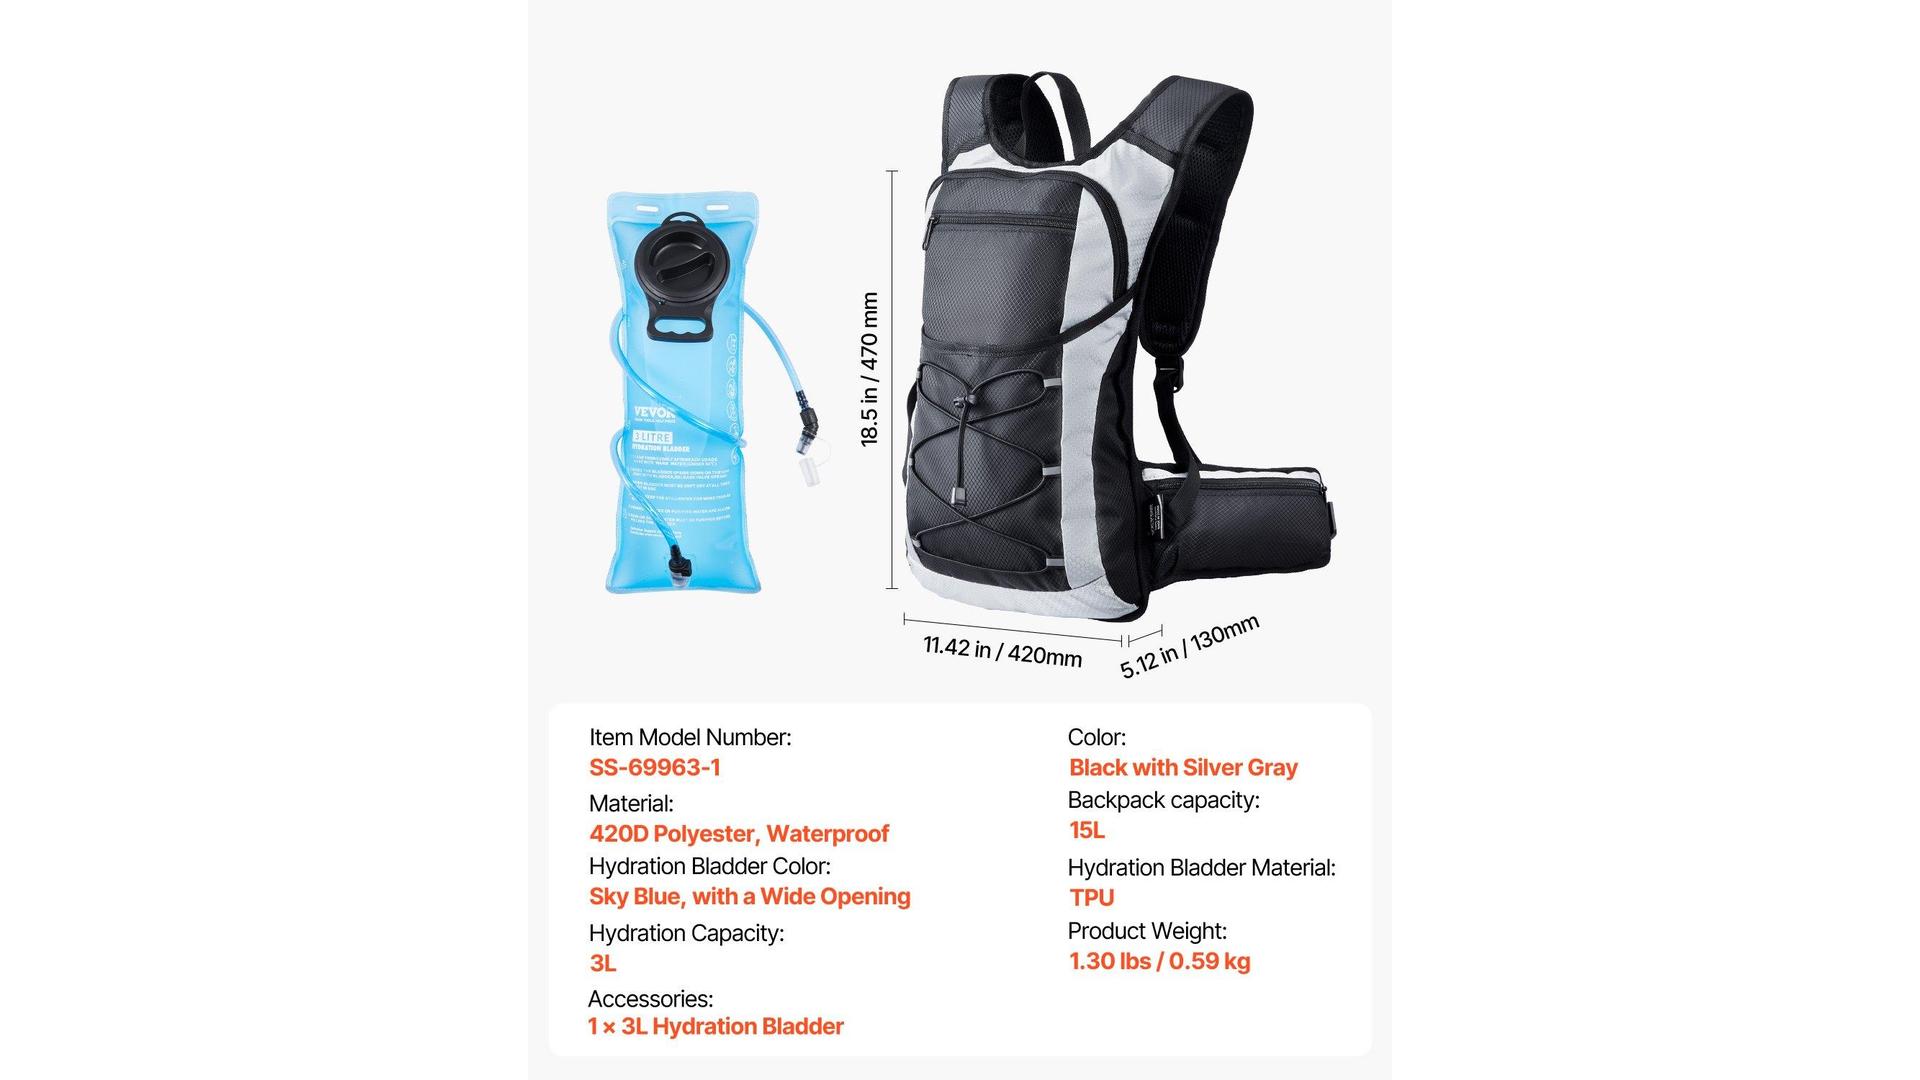 VEVOR
3 LITRE
HYDRATION BLADDER
18.5 in / 470 mm
11.42 in / 420mm
5.12 in / 130mm
Item Model Number:
SS-69963-1
Material:
420D Polyester, Waterproof
Hydration Bladder Color:
Sky Blue, with a Wide Opening
Hydration Capacity:
3L
Accessories:
1 × 3L Hydration Bladder
Color:
Black with Silver Gray
Backpack capacity:
15L
Hydration Bladder Material:
TPU
Product Weight:
1.30 lbs / 0.59 kg